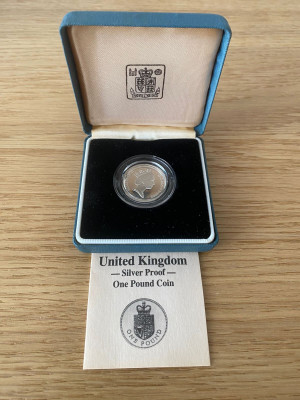 United Kingdom
— Silver Proof —
One Pound Coin
ONE POUND